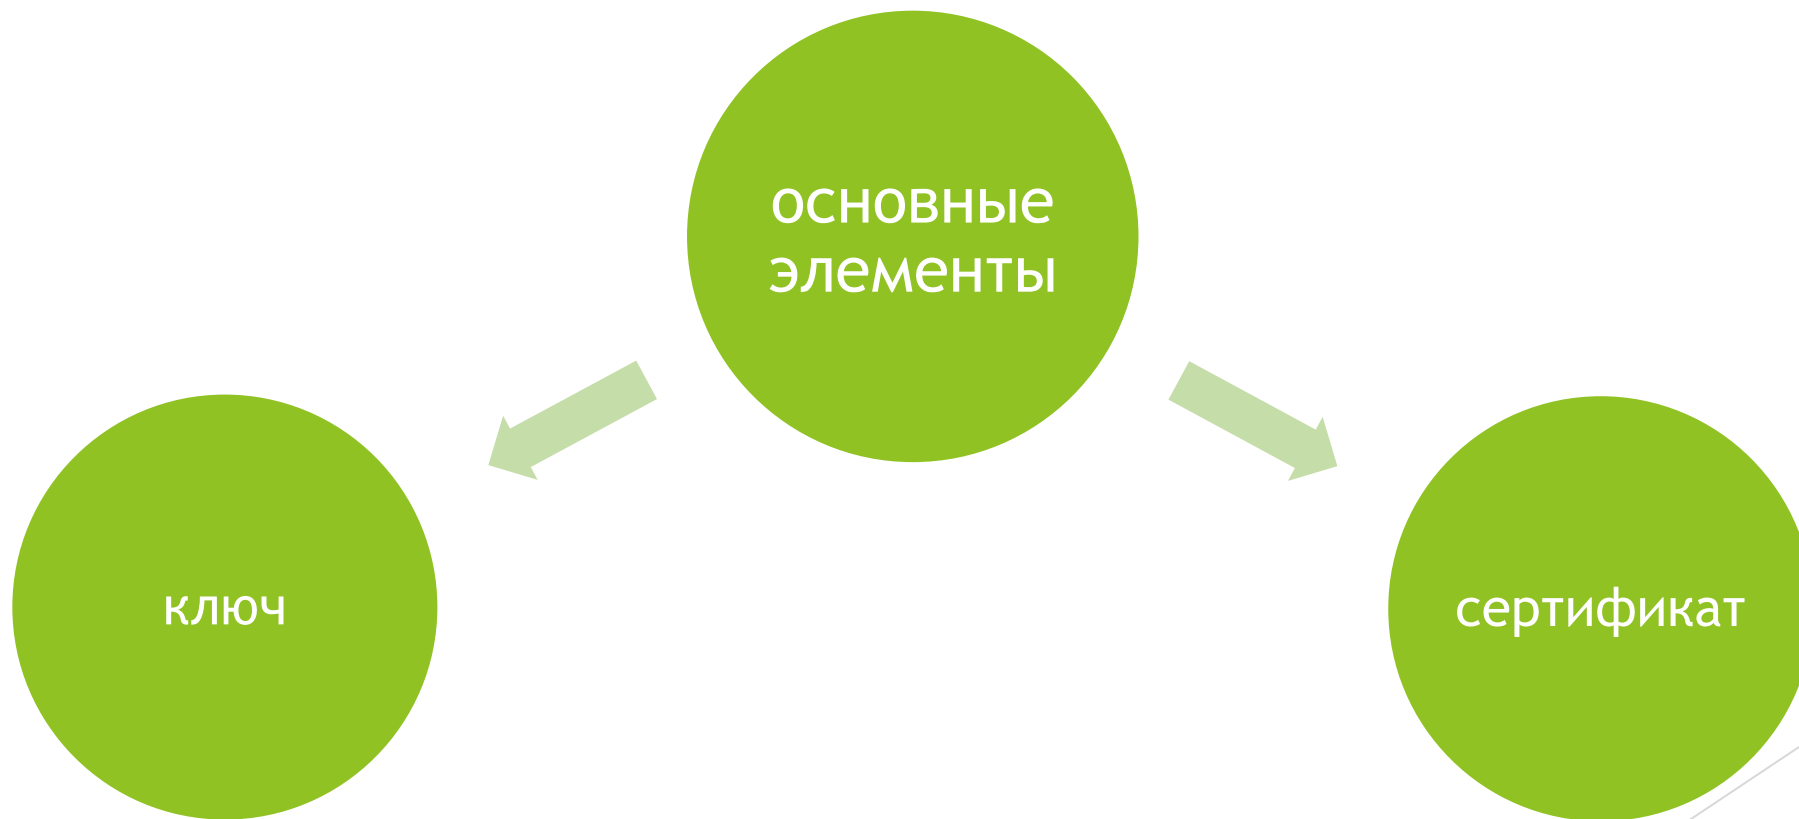 основные
элементы
ключ
сертификат